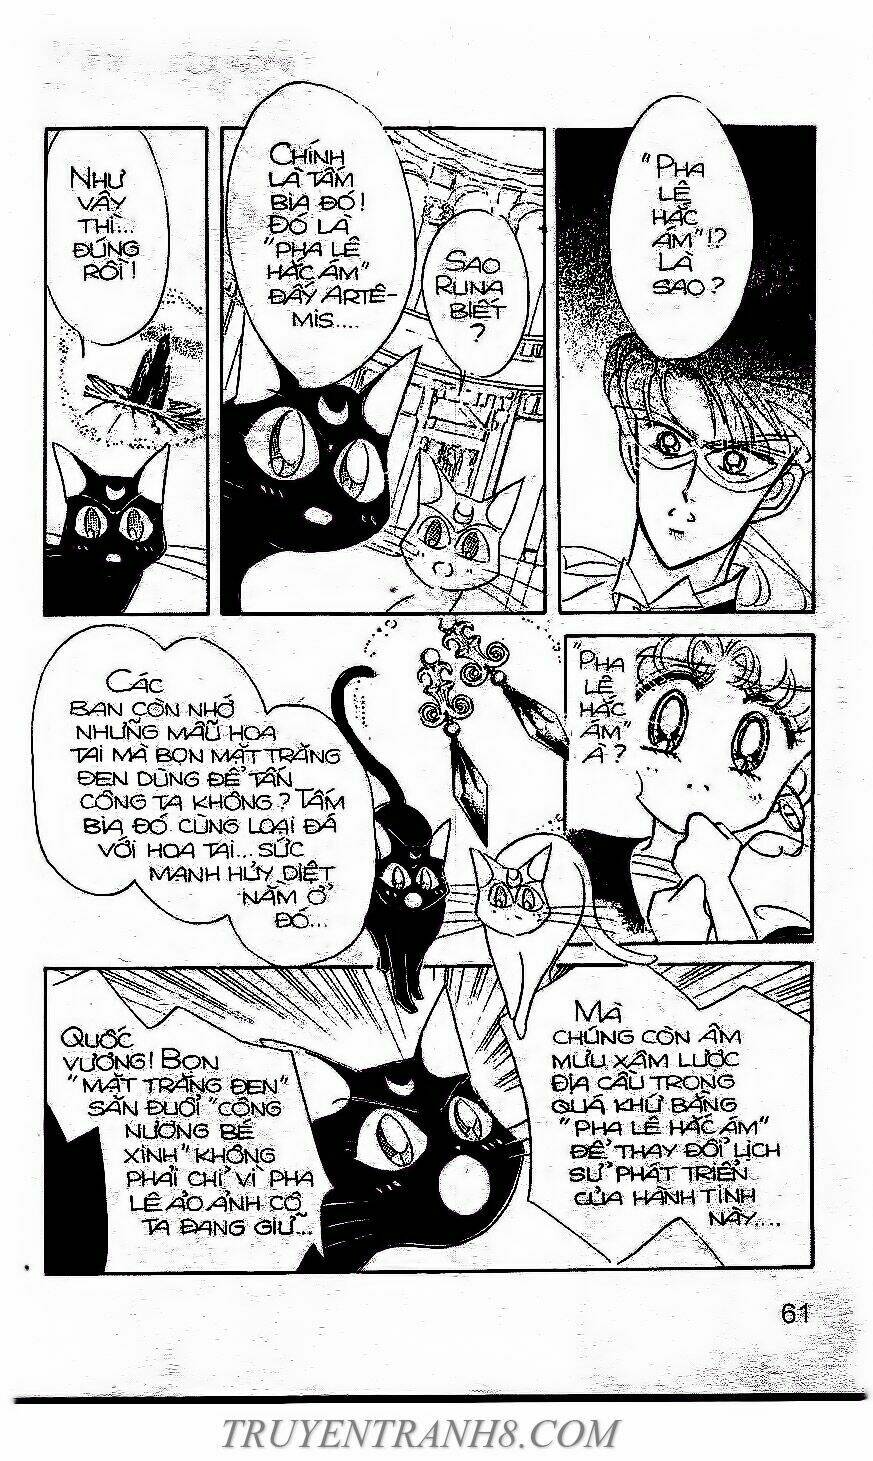 NHƯ
VẬY
THÌ...
ĐÚNG
RỒI!
CHÍNH
LÀ TẤM
BIA ĐÓ!
ĐÓ LÀ
"PHA LÊ
HẮC ÁM"
ĐẤY ARTÊ-
MIS....
SAO
RUNA
BIẾT
?
"PHA
LÊ
HẮC
ÁM"!?
LÀ
SAO?
CÁC
BẠN CÒN NHỚ
NHỮNG MẪU HOA
TAI MÀ BỌN MẶT TRĂNG
ĐEN DÙNG ĐỂ TẤN
CÔNG TA KHÔNG? TẤM
BIA ĐÓ CÙNG LOẠI ĐÁ
VỚI HOA TAI... SỨC
MẠNH HỦY DIỆT
NẰM Ở
ĐÓ...
"PHA
LÊ
HẮC
ÁM"
À?
QUỐC
VƯƠNG! BỌN
"MẶT TRĂNG ĐEN"
SĂN ĐUỔI "CÔNG
NƯƠNG BÉ
XINH" KHÔNG
PHẢI CHỈ VÌ PHA
LÊ ẢO ẢNH CÔ
TA ĐANG GIỮ...
MÀ
CHÚNG CÒN ÂM
MƯU XÂM LƯỢC
ĐỊA CẦU TRONG
QUÁ KHỨ BẰNG
"PHA LÊ HẮC ÁM"
ĐỂ THAY ĐỔI LỊCH
SỬ PHÁT TRIỂN
CỦA HÀNH TINH
NÀY....
61
TRUYENTRANH8.COM